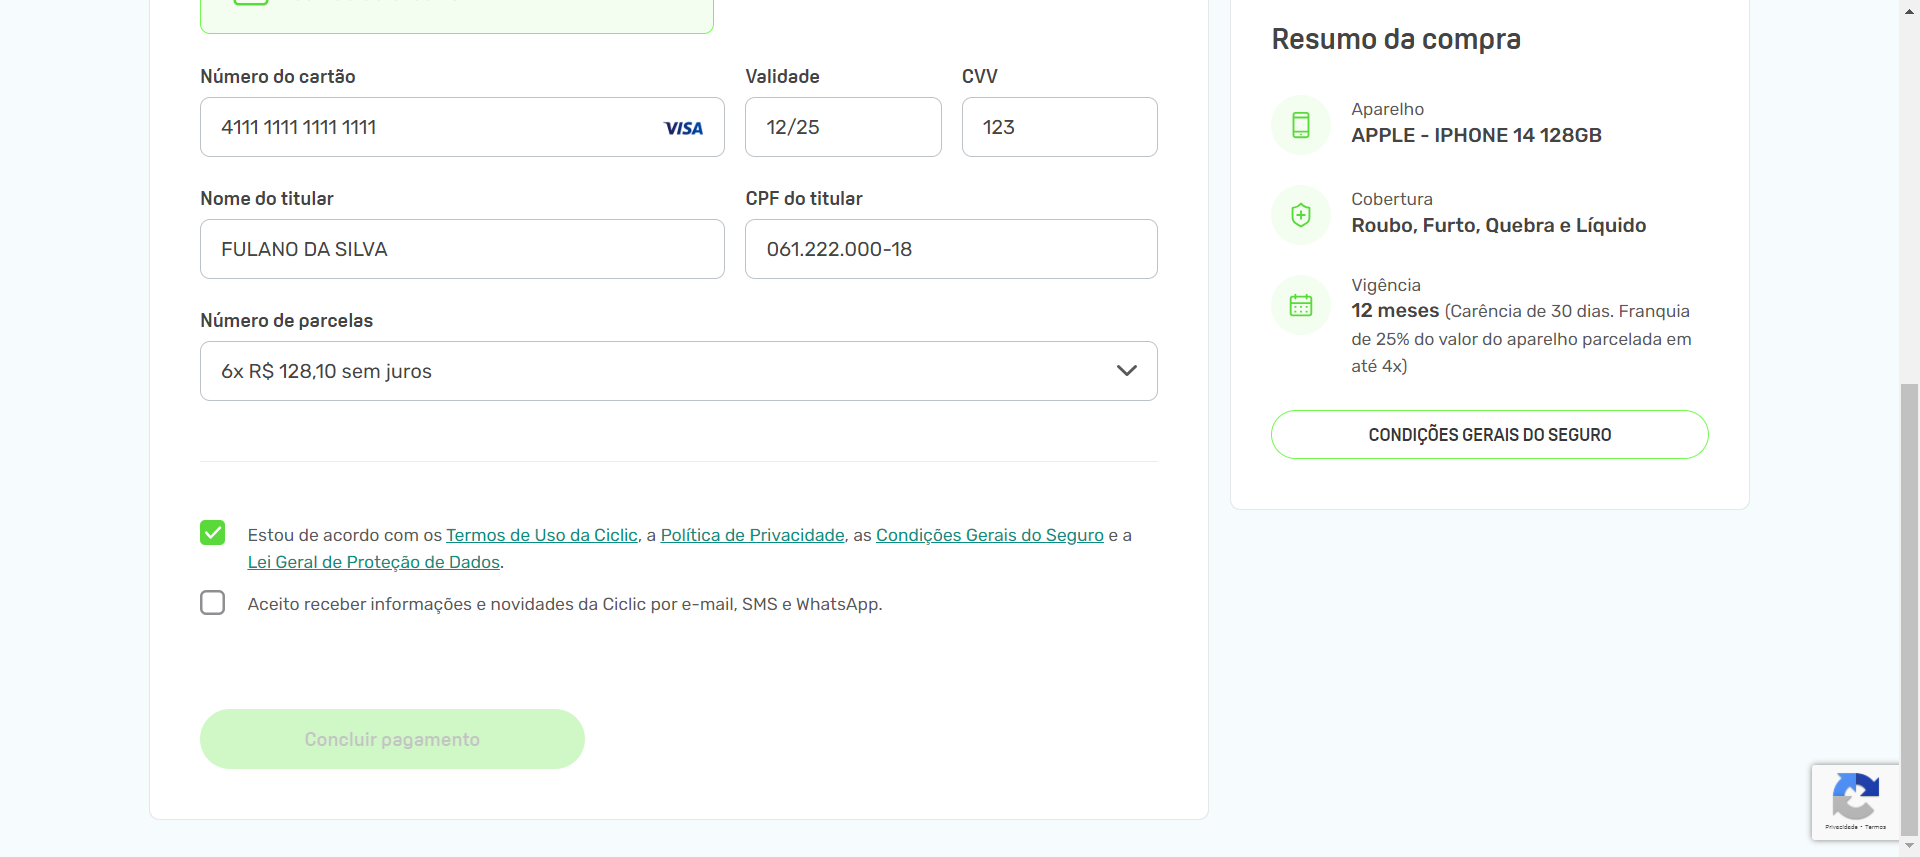 Número do cartão
Validade
CVV
4111 1111 1111 1111
VISA
12/25
123
Nome do titular
CPF do titular
FULANO DA SILVA
061.222.000-18
Número de parcelas
6x R$ 128,10 sem juros
Estou de acordo com os Termos de Uso da Ciclic, a Política de Privacidade, as Condições Gerais do Seguro e a
Lei Geral de Proteção de Dados.
Aceito receber informações e novidades da Ciclic por e-mail, SMS e WhatsApp.
Concluir pagamento
Resumo da compra
Aparelho
APPLE - IPHONE 14 128GB
Cobertura
Roubo, Furto, Quebra e Líquido
Vigência
12 meses (Carência de 30 dias. Franquia
de 25% do valor do aparelho parcelada em
até 4x)
CONDIÇÕES GERAIS DO SEGURO
Privacidade - Termos